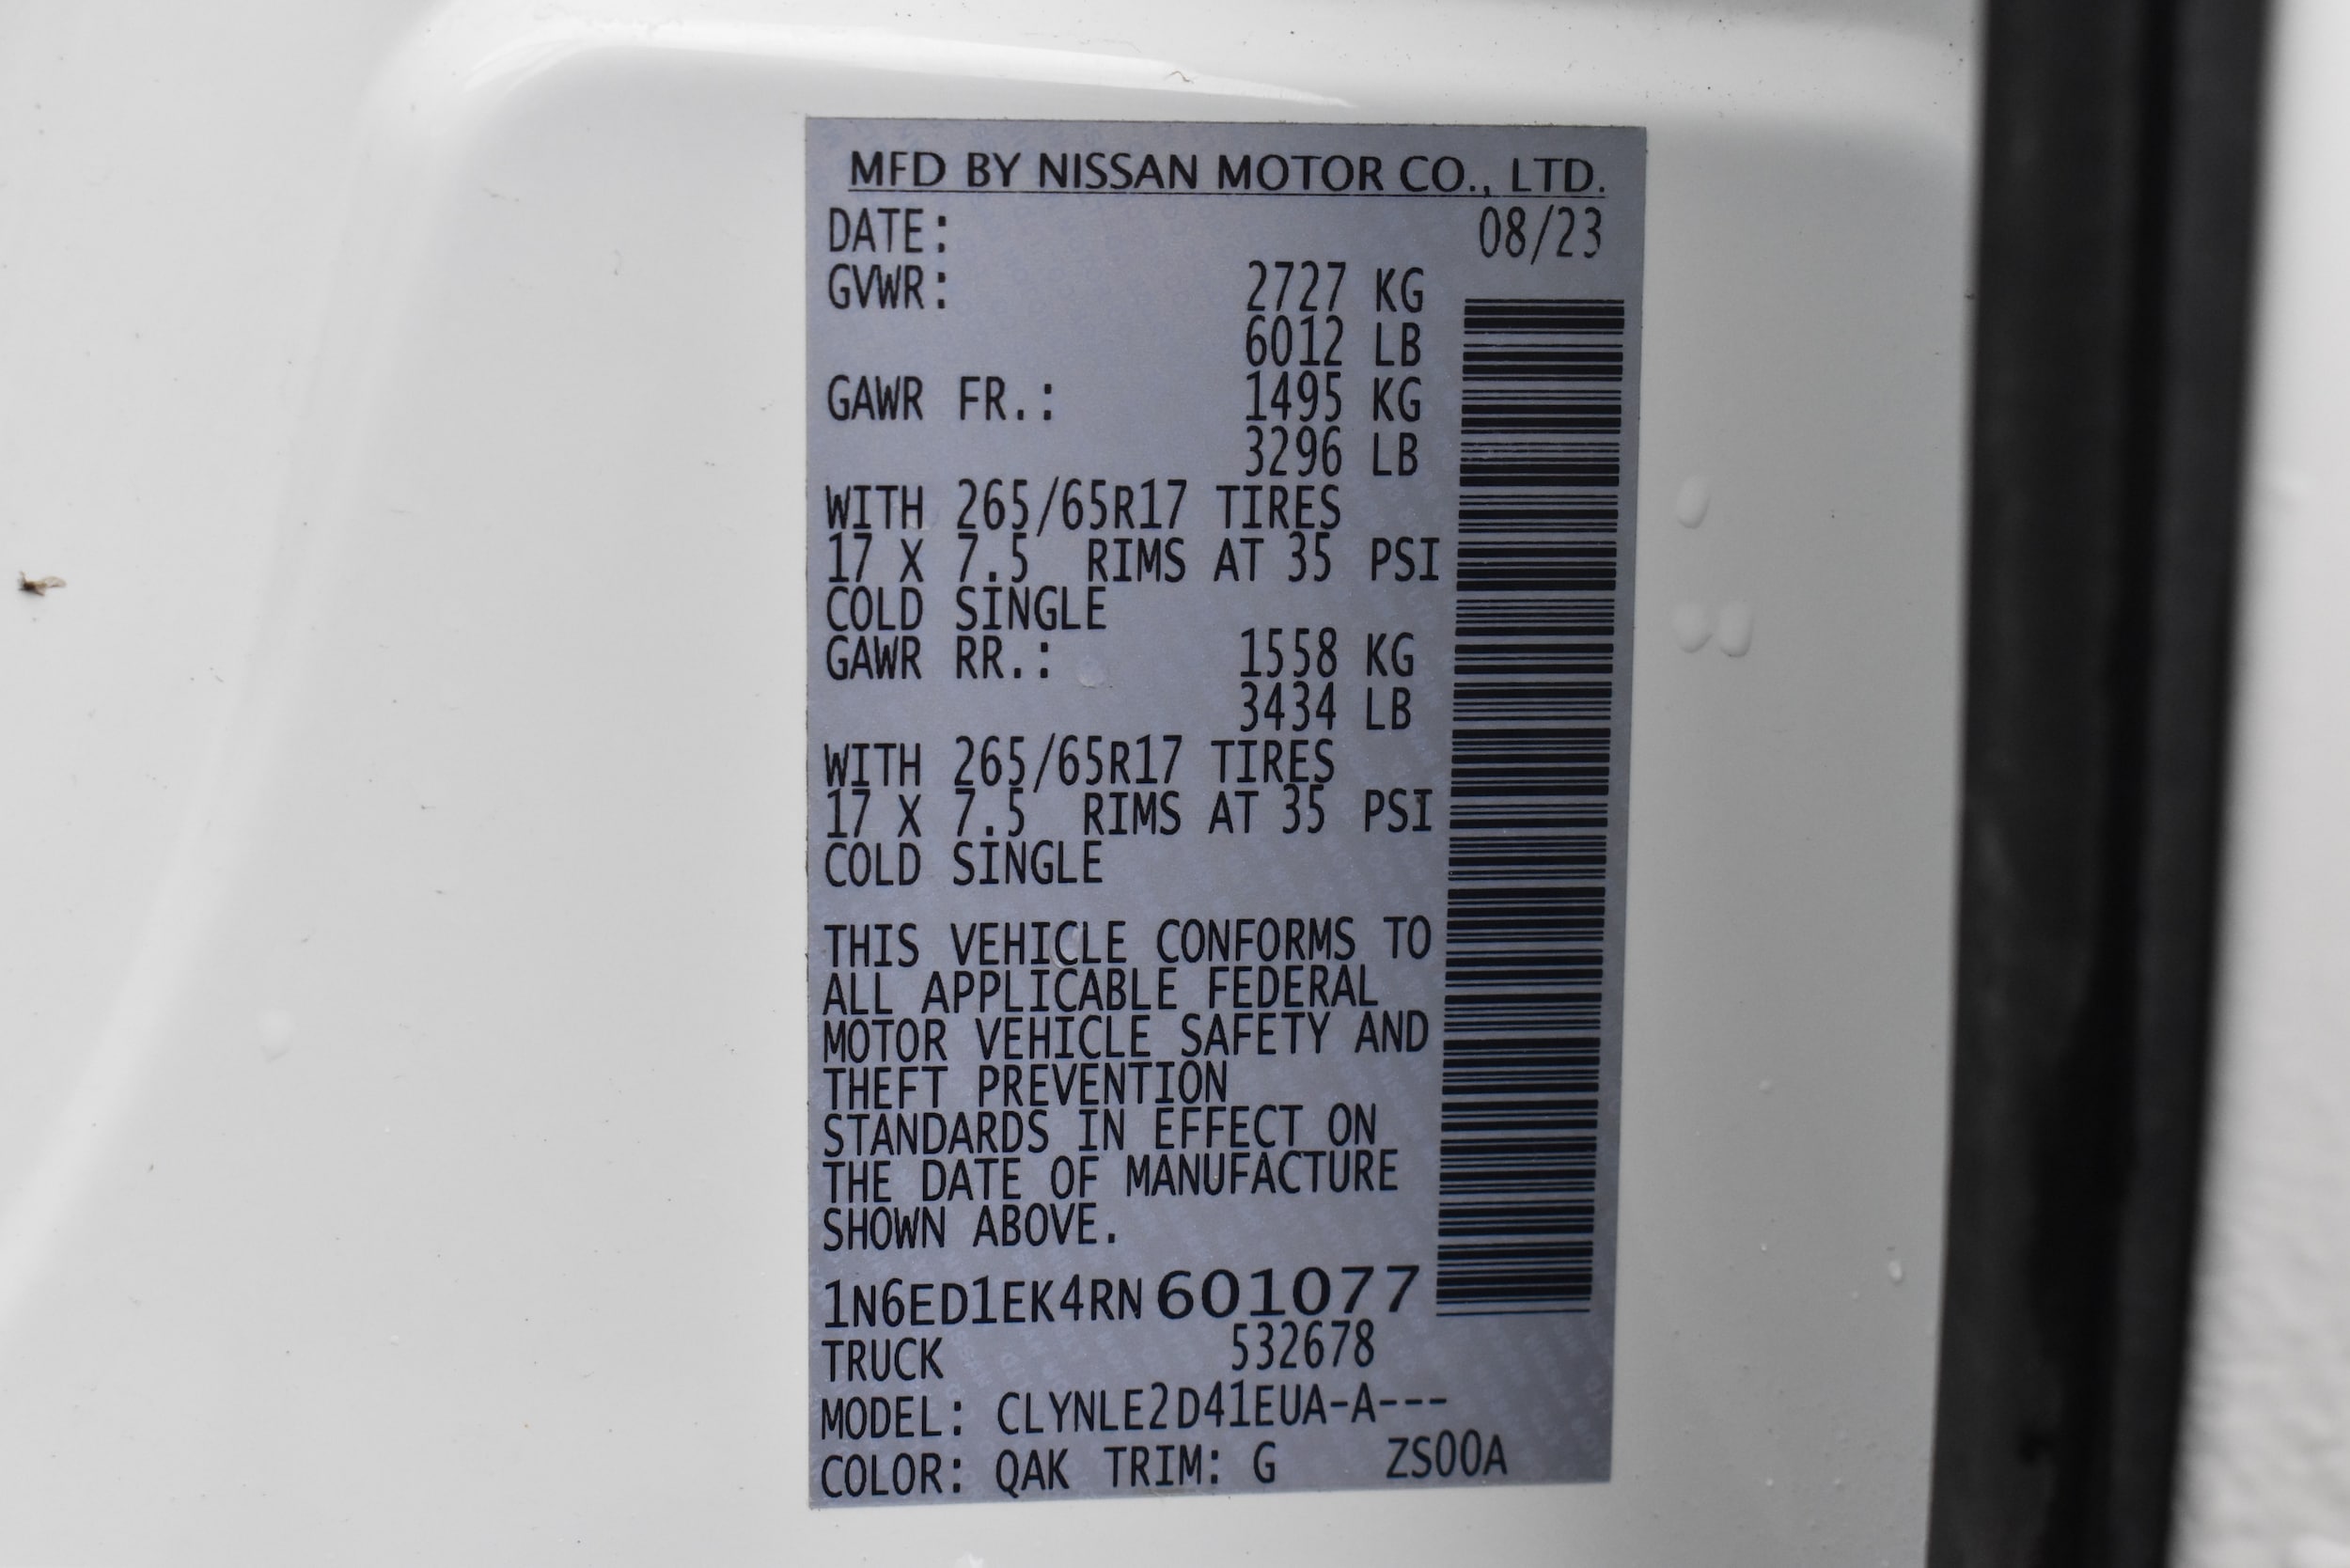 MFD BY NISSAN MOTOR CO., LTD.
DATE: 08/23
GVWR: 2727 KG
6012 LB
GAWR FR.: 1495 KG
3296 LB
WITH 265/65R17 TIRES
17 X 7.5 RIMS AT 35 PSI
COLD SINGLE
GAWR RR.: 1558 KG
3434 LB
WITH 265/65R17 TIRES
17 X 7.5 RIMS AT 35 PSI
COLD SINGLE
THIS VEHICLE CONFORMS TO
ALL APPLICABLE FEDERAL
MOTOR VEHICLE SAFETY AND
THEFT PREVENTION
STANDARDS IN EFFECT ON
THE DATE OF MANUFACTURE
SHOWN ABOVE.
1N6ED1EK4RN601077
TRUCK 532678
MODEL: CLYNLE2D41EUA-A---
COLOR: QAK TRIM: G ZS00A